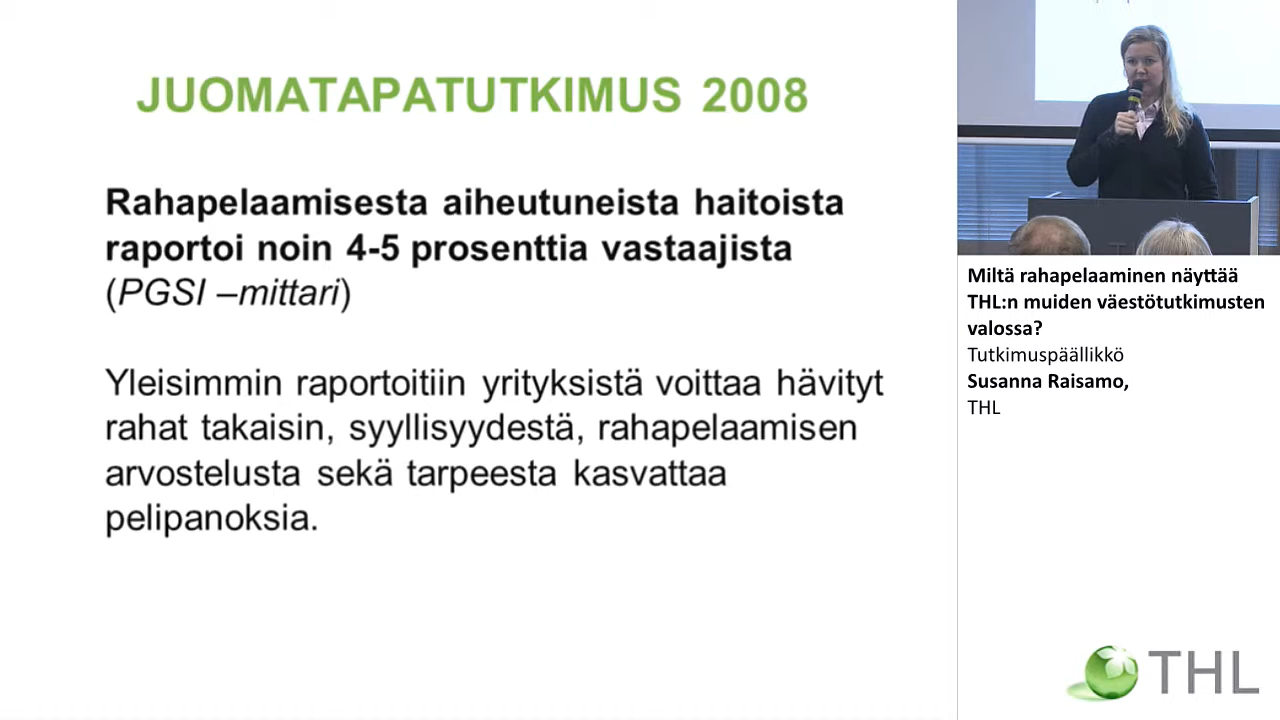 JUOMATAPATUTKIMUS 2008
Rahapelaamisesta aiheutuneista haitoista
raportoi noin 4-5 prosenttia vastaajista
(PGSI –mittari)
Yleisimmin raportoitiin yrityksistä voittaa hävityt
rahat takaisin, syyllisyydestä, rahapelaamisen
arvostelusta sekä tarpeesta kasvattaa
pelipanoksia.
Miltä rahapelaaminen näyttää
THL:n muiden väestötutkimusten
valossa?
Tutkimuspäällikkö
Susanna Raisamo,
THL
THL